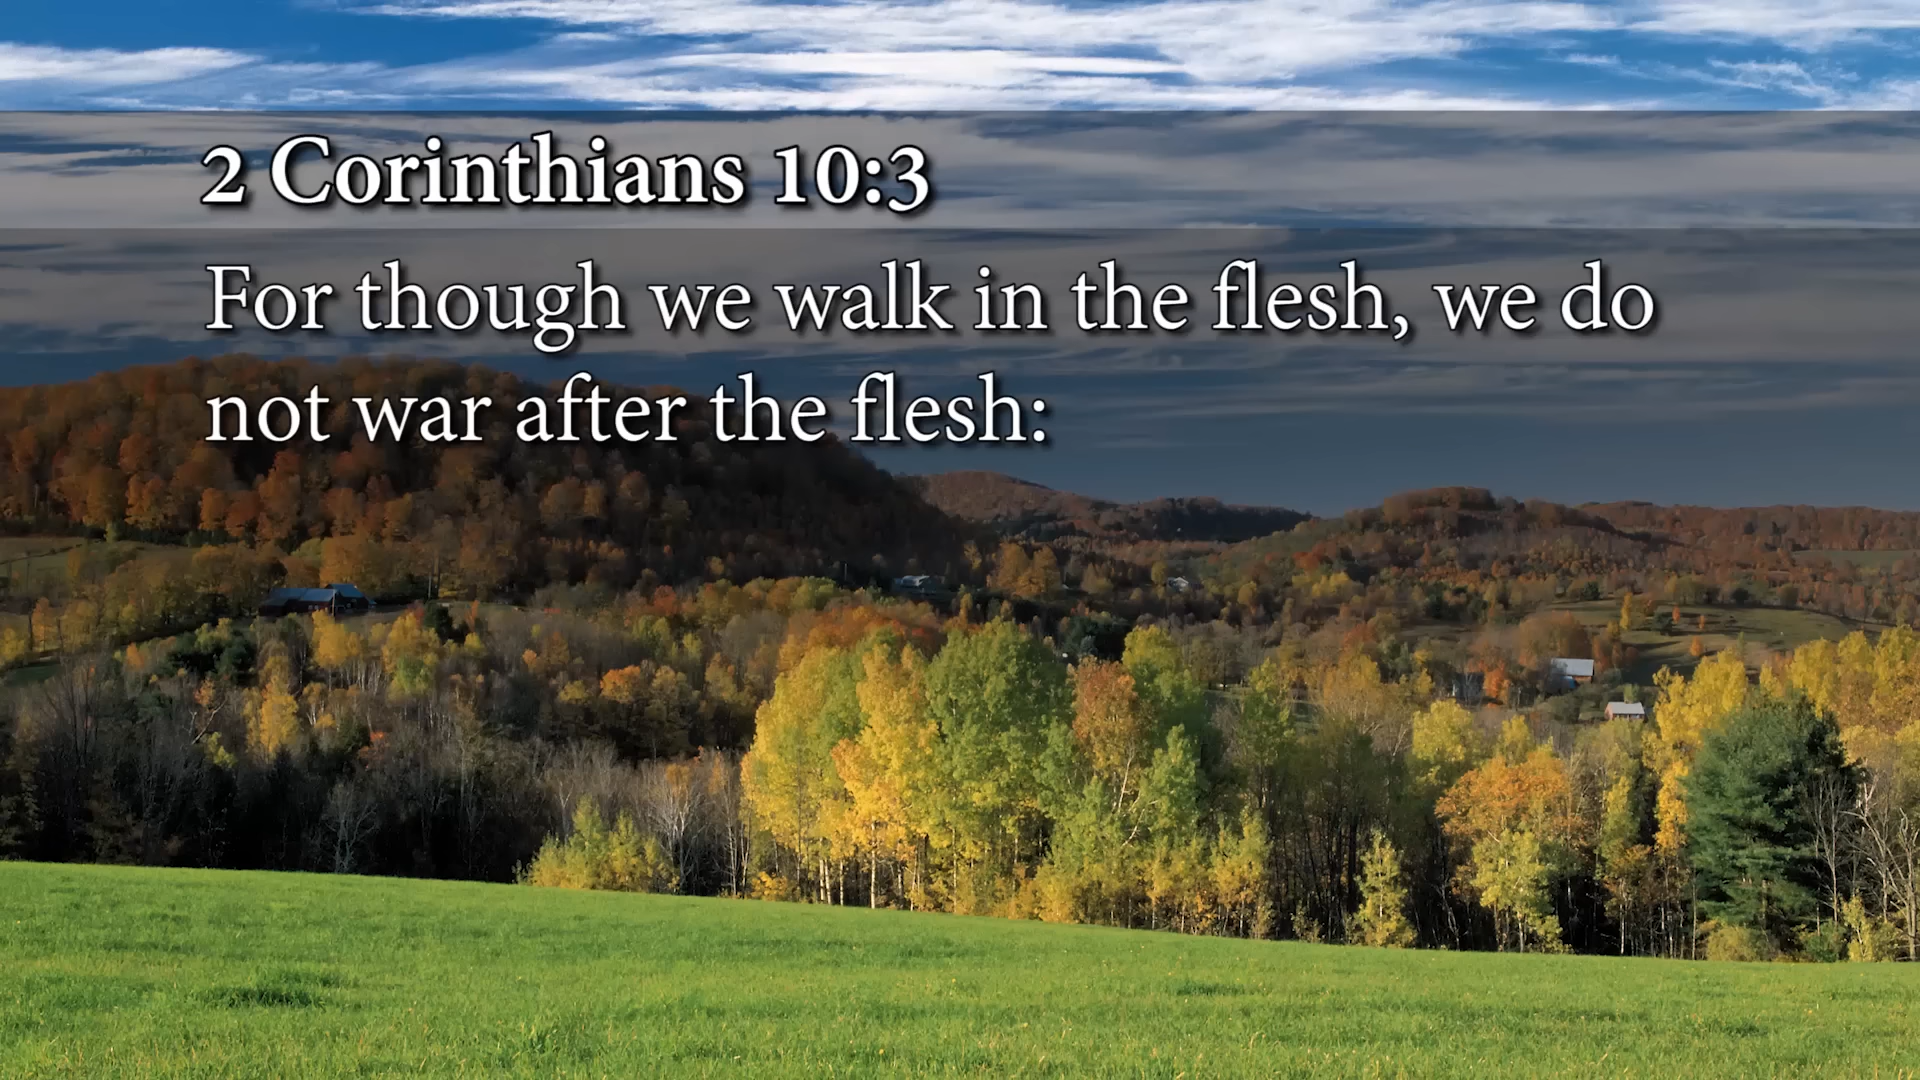 2 Corinthians 10:3
For though we walk in the flesh, we do
not war after the flesh: